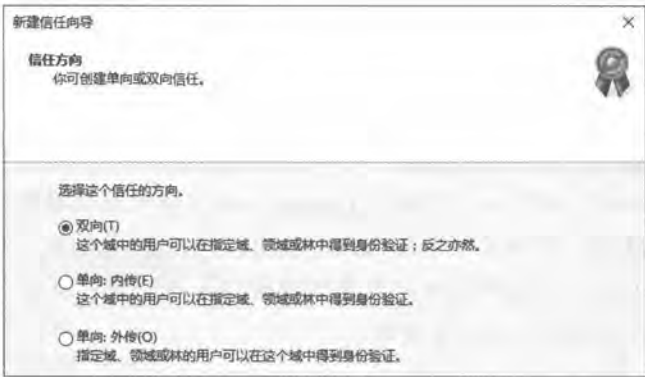 新建信任向导
信任方向
你可创建单向或双向信任。
选择这个信任的方向。
双向(T)
这个域中的用户可以在指定域、领域或林中得到身份验证；反之亦然。
单向: 内传(E)
这个域中的用户可以在指定域、领域或林中得到身份验证。
单向: 外传(O)
指定域、领域或林的用户可以在这个域中得到身份验证。